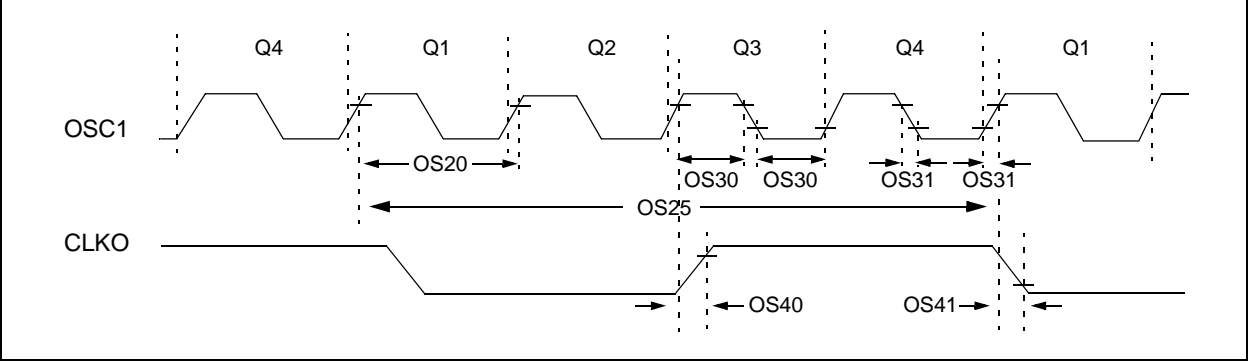 Q4 Q1 Q2 Q3 Q4 Q1
OSC1
OS20
OS30 OS30 OS31 OS31
OS25
CLKO
OS40 OS41